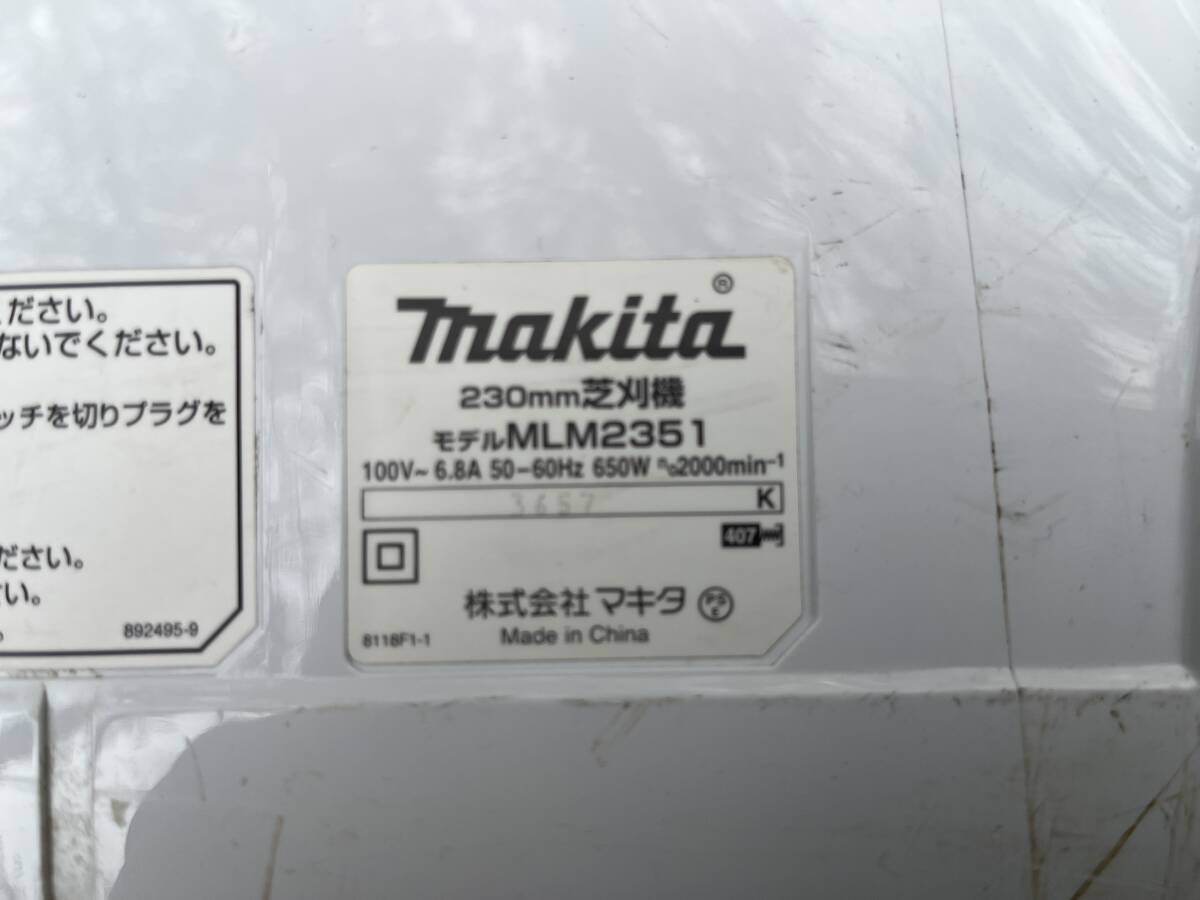 ください。
ないでください。
ッチを切りプラグを
ださい。
い。
892495-9
makita®
230mm芝刈機
モデルMLM2351
100V~ 6.8A 50-60Hz 650W n₀2000min⁻¹
3657 K
407
株式会社マキタ PSE
8118F1-1 Made in China